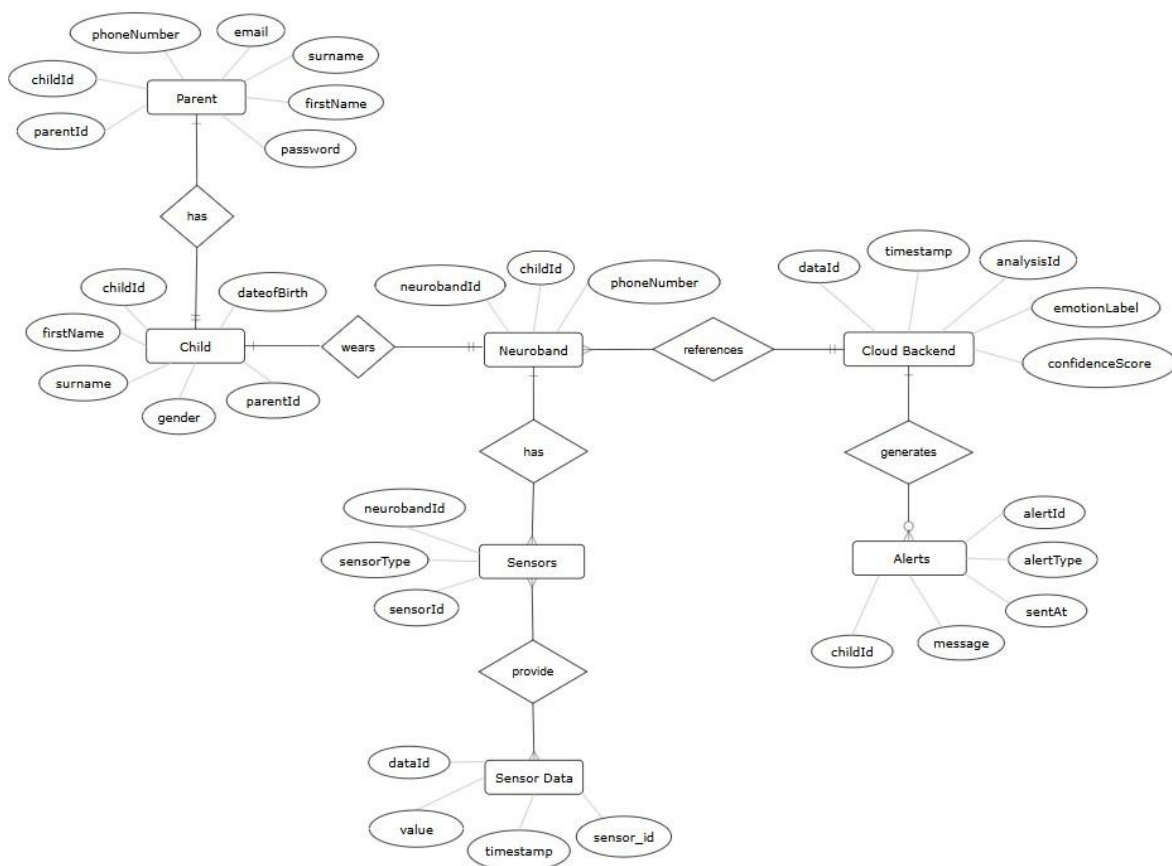 phoneNumber
email
surname
childId
Parent
firstName
parentId
password
has
childId
dateofBirth
firstName
Child
surname
gender
parentId
wears
neurobandId
childId
phoneNumber
Neuroband
references
dataId
timestamp
analysisId
emotionLabel
Cloud Backend
confidenceScore
has
generates
neurobandId
sensorType
Sensors
sensorId
alertId
Alerts
alertType
sentAt
message
childId
provide
dataId
Sensor Data
value
timestamp
sensor_id